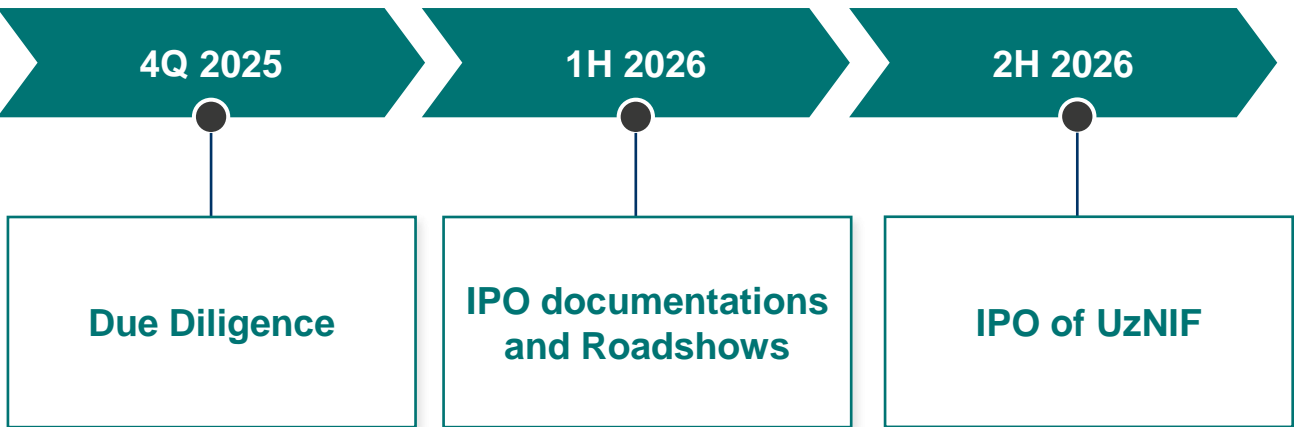 4Q 2025
1H 2026
2H 2026
Due Diligence
IPO documentations
and Roadshows
IPO of UzNIF